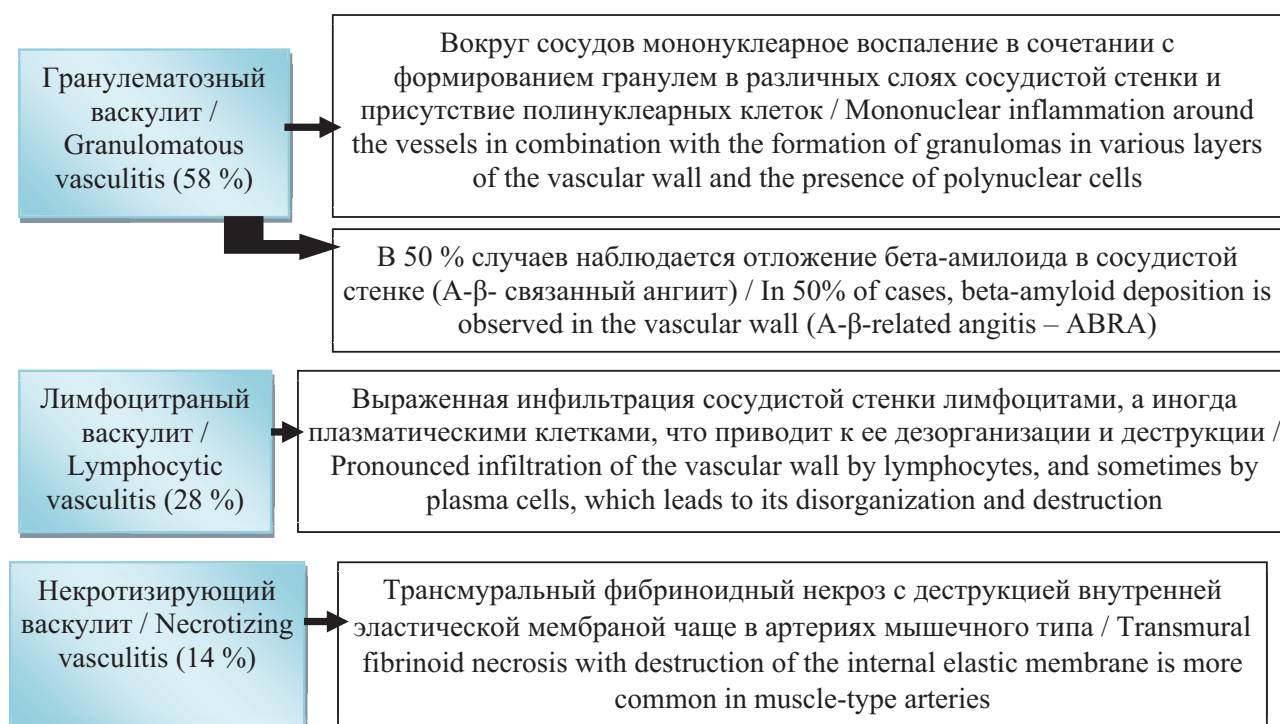 Гранулематозный
васкулит /
Granulomatous
vasculitis (58 %)
Вокруг сосудов мононуклеарное воспаление в сочетании с
формированием гранулем в различных слоях сосудистой стенки и
присутствие полинуклеарных клеток / Mononuclear inflammation around
the vessels in combination with the formation of granulomas in various layers
of the vascular wall and the presence of polynuclear cells
В 50 % случаев наблюдается отложение бета-амилоида в сосудистой
стенке (А-β- связанный ангиит) / In 50% of cases, beta-amyloid deposition is
observed in the vascular wall (A-β-related angitis – ABRA)
Лимфоцитраный
васкулит /
Lymphocytic
vasculitis (28 %)
Выраженная инфильтрация сосудистой стенки лимфоцитами, а иногда
плазматическими клетками, что приводит к ее дезорганизации и деструкции /
Pronounced infiltration of the vascular wall by lymphocytes, and sometimes by
plasma cells, which leads to its disorganization and destruction
Некротизирующий
васкулит / Necrotizing
vasculitis (14 %)
Трансмуральный фибриноидный некроз с деструкцией внутренней
эластической мембраной чаще в артериях мышечного типа / Transmural
fibrinoid necrosis with destruction of the internal elastic membrane is more
common in muscle-type arteries